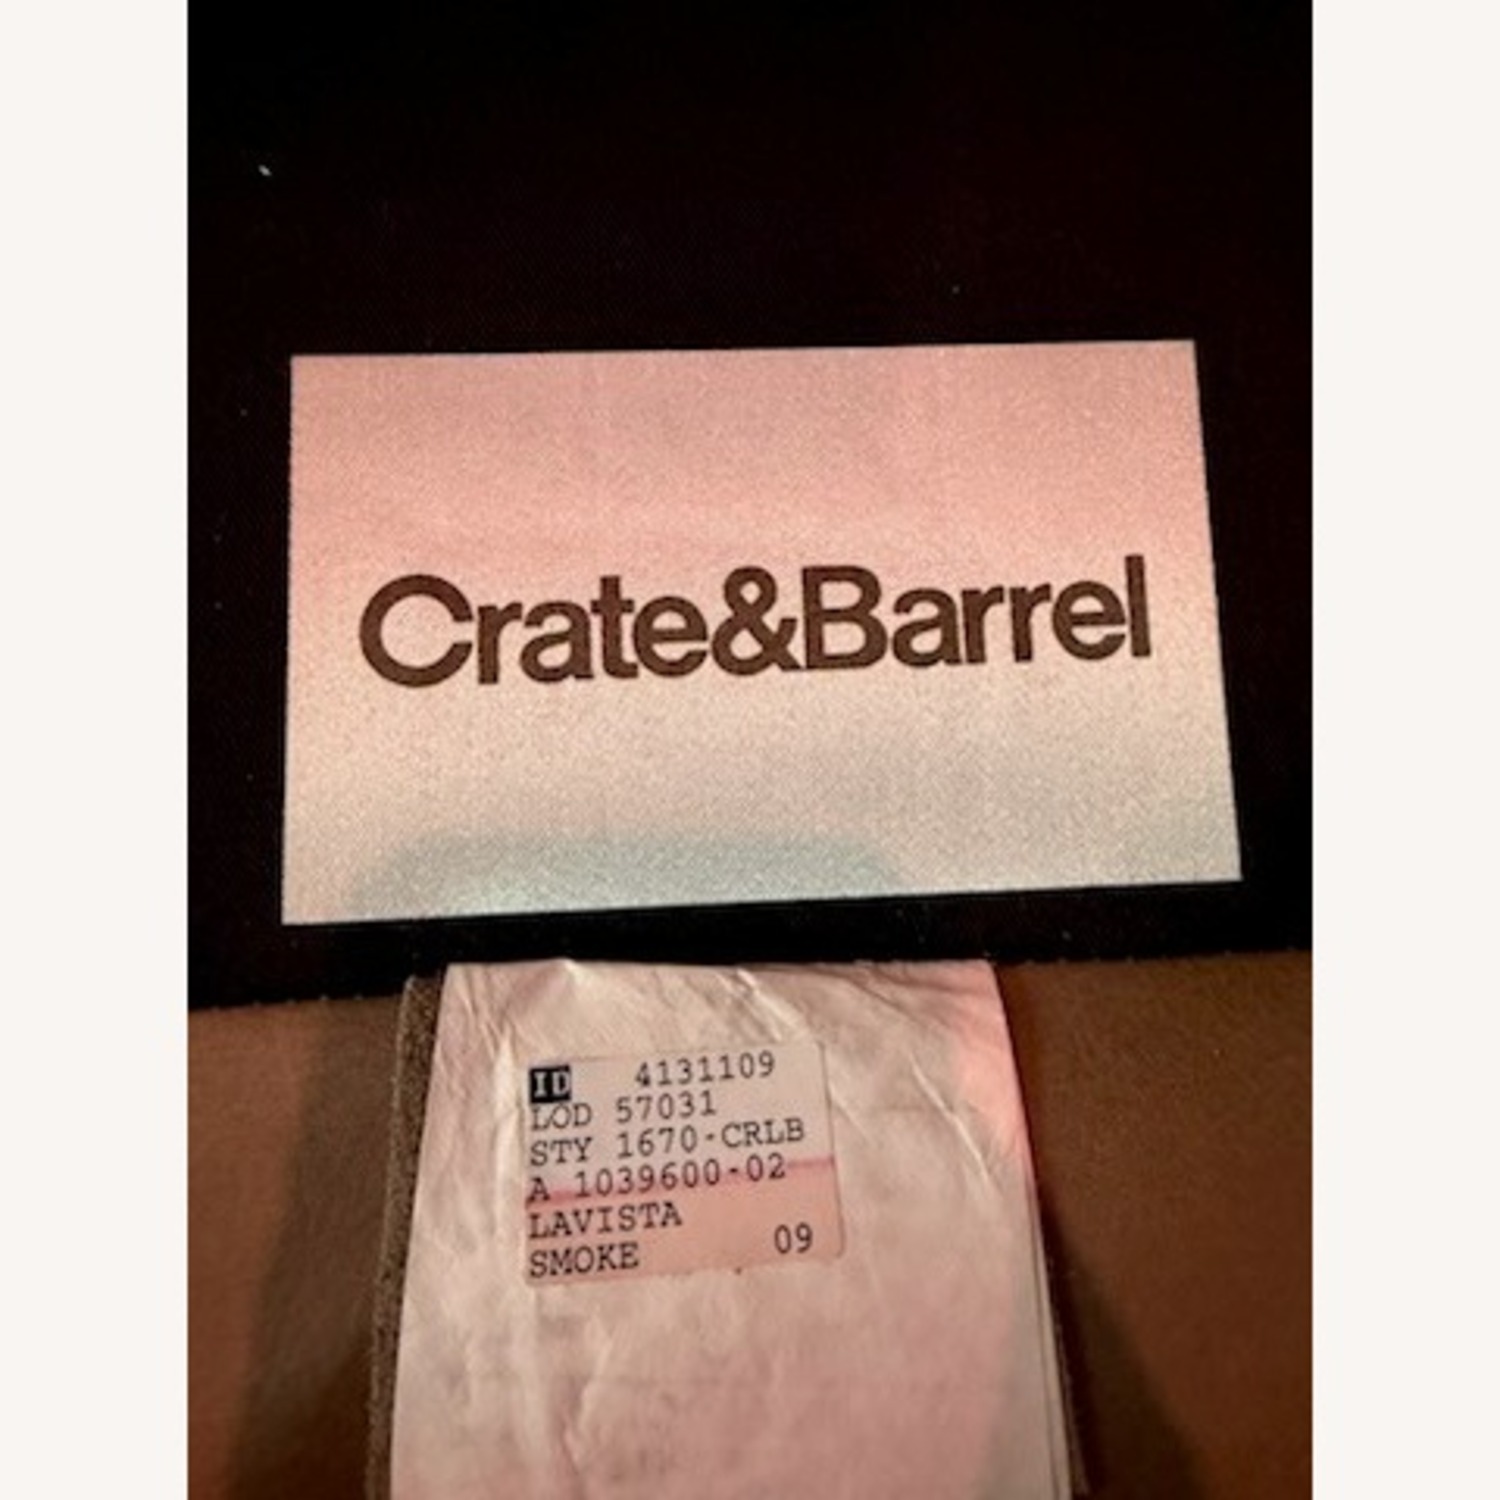 Crate&Barrel
ID 4131109
LOD 57031
STY 1670-CRLB
A 1039600-02
LAVISTA
SMOKE 09